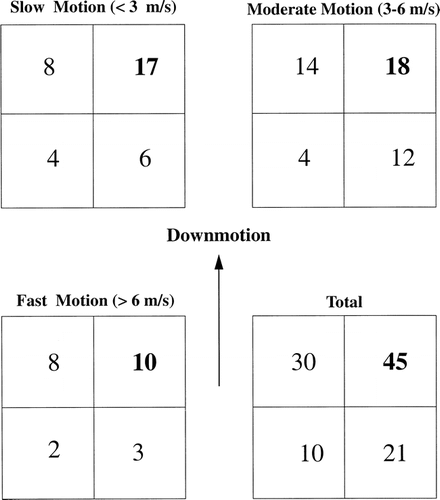 Slow Motion (< 3 m/s)
Moderate Motion (3-6 m/s)
8 17
14 18
4 6
4 12
Downmotion
Fast Motion (> 6 m/s)
Total
8 10
30 45
2 3
10 21